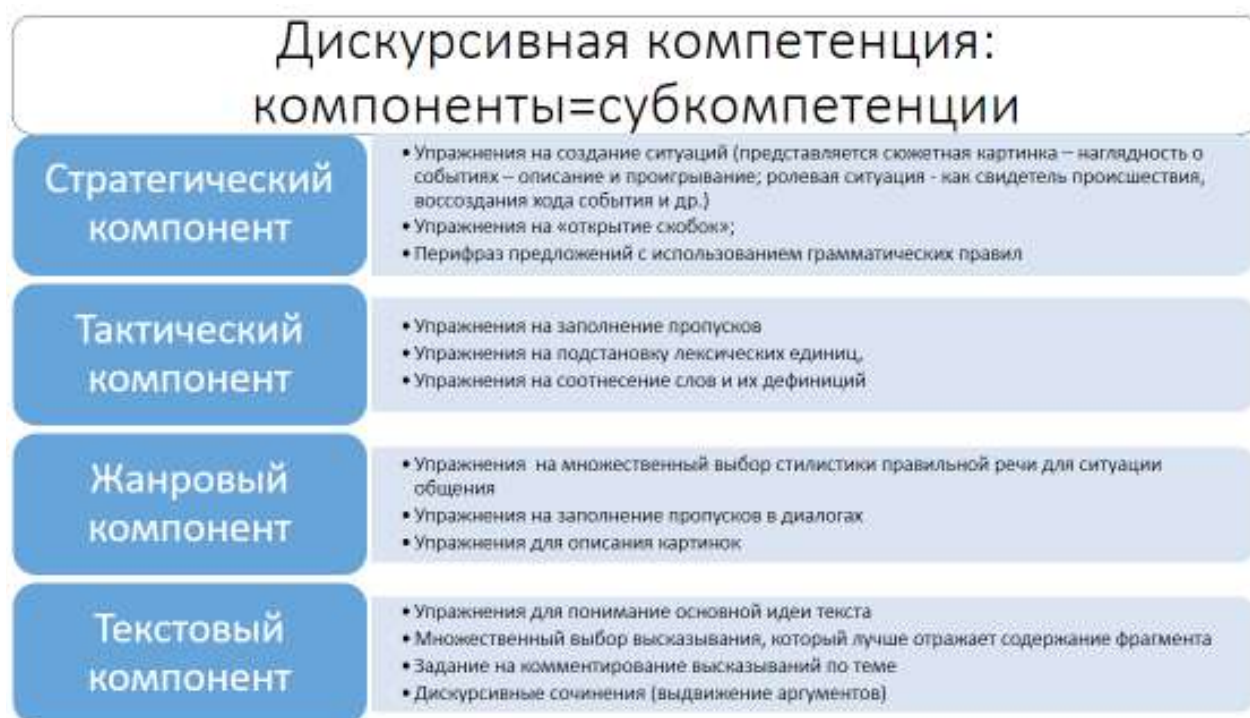 Дискурсивная компетенция:
компоненты=субкомпетенции
Стратегический
компонент
• Упражнения на создание ситуаций (представляется сюжетная картинка – наглядность о
событиях – описание и проигрывание; ролевая ситуация - как свидетель происшествия,
воссоздания хода события и др.)
• Упражнения на «открытие скобок»;
• Перифраз предложений с использованием грамматических правил
Тактический
компонент
• Упражнения на заполнение пропусков
• Упражнения на подстановку лексических единиц,
• Упражнения на соотнесение слов и их дефиниций
Жанровый
компонент
• Упражнения на множественный выбор стилистики правильной речи для ситуации
общения
• Упражнения на заполнение пропусков в диалогах
• Упражнения для описания картинок
Текстовый
компонент
• Упражнения для понимание основной идеи текста
• Множественный выбор высказывания, который лучше отражает содержание фрагмента
• Задание на комментирование высказываний по теме
• Дискурсивные сочинения (выдвижение аргументов)